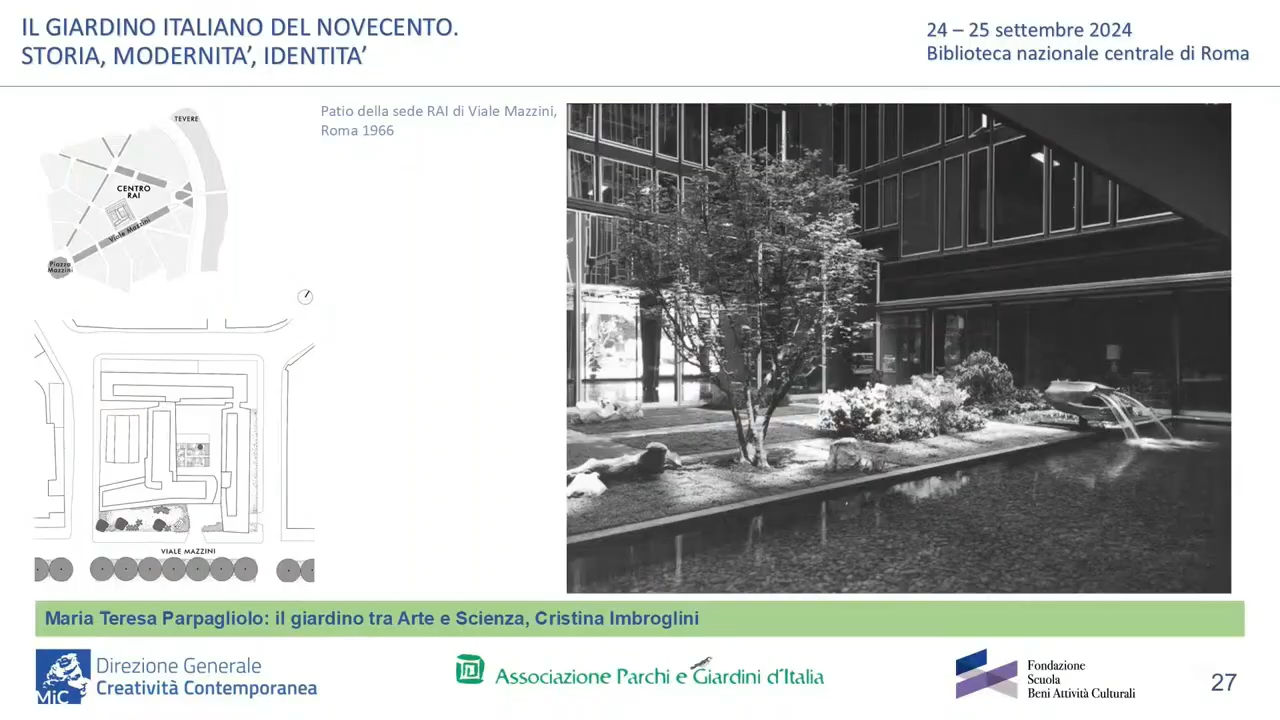 IL GIARDINO ITALIANO DEL NOVECENTO.
STORIA, MODERNITA’, IDENTITA’
24 – 25 settembre 2024
Biblioteca nazionale centrale di Roma
Patio della sede RAI di Viale Mazzini,
Roma 1966
TEVERE
CENTRO
RAI
Viale Mazzini
Piazza
Mazzini
VIALE MAZZINI
Maria Teresa Parpagliolo: il giardino tra Arte e Scienza, Cristina Imbroglini
MiC
Direzione Generale
Creatività Contemporanea
Associazione Parchi e Giardini d'Italia
Fondazione
Scuola
Beni Attività Culturali
27